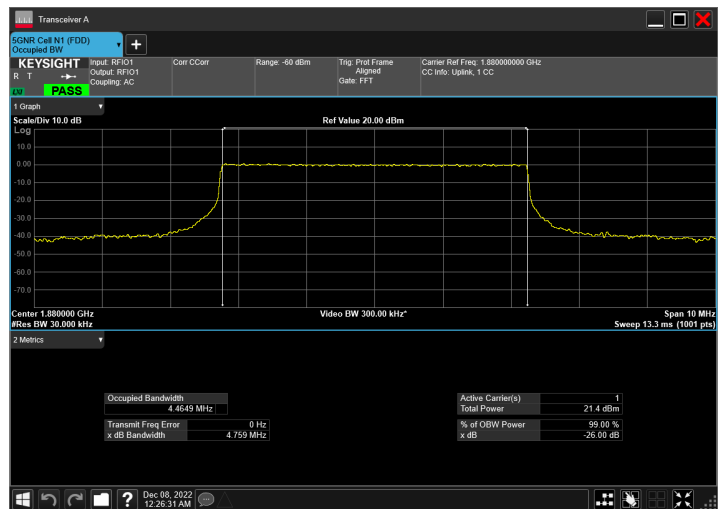 Transceiver A
5GNR Cell N1 (FDD)
Occupied BW
KEYSIGHT
R T
LXI
PASS
Input: RFIO1
Output: RFIO1
Coupling: AC
Corr CCorr
Range: -60 dBm
Trig: Prot Frame
Aligned
Gate: FFT
Carrier Ref Freq: 1.880000000 GHz
CC Info: Uplink, 1 CC
1 Graph
Scale/Div 10.0 dB
Ref Value 20.00 dBm
Log
10.0
0.00
-10.0
-20.0
-30.0
-40.0
-50.0
-60.0
-70.0
Center 1.880000 GHz
Video BW 300.00 kHz*
Span 10 MHz
#Res BW 30.000 kHz
Sweep 13.3 ms (1001 pts)
2 Metrics
Occupied Bandwidth
4.4649 MHz
Transmit Freq Error 0 Hz
x dB Bandwidth 4.759 MHz
Active Carrier(s) 1
Total Power 21.4 dBm
% of OBW Power 99.00 %
x dB -26.00 dB
?
Dec 08, 2022
12:26:31 AM